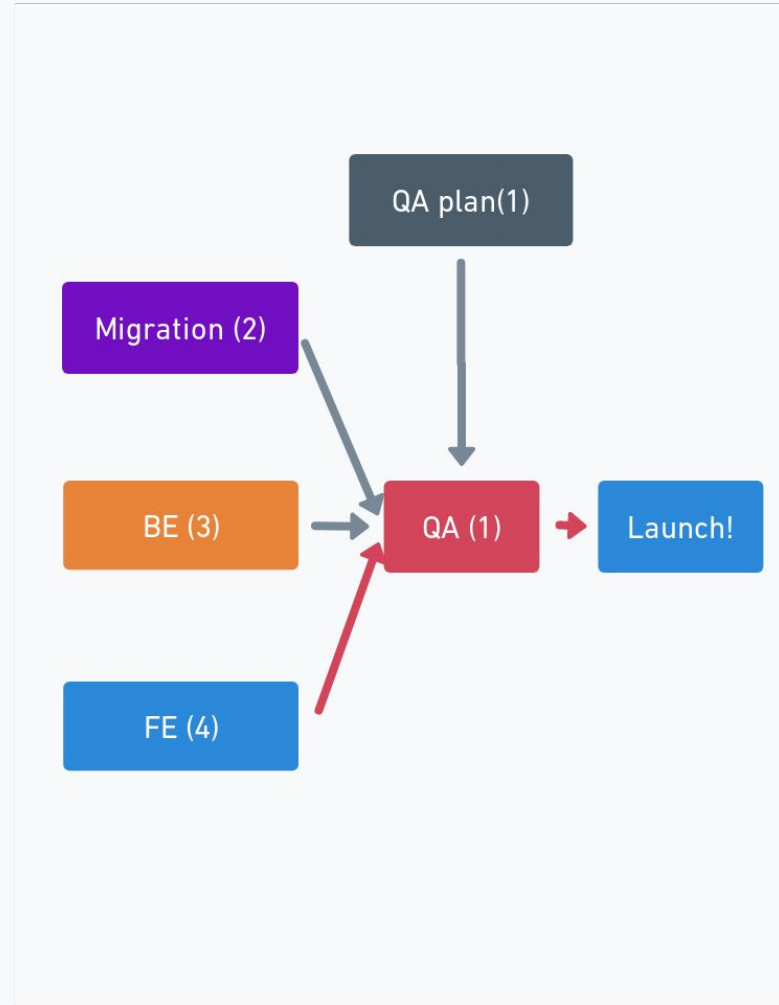 QA plan(1)
Migration (2)
BE (3)
QA (1)
Launch!
FE (4)